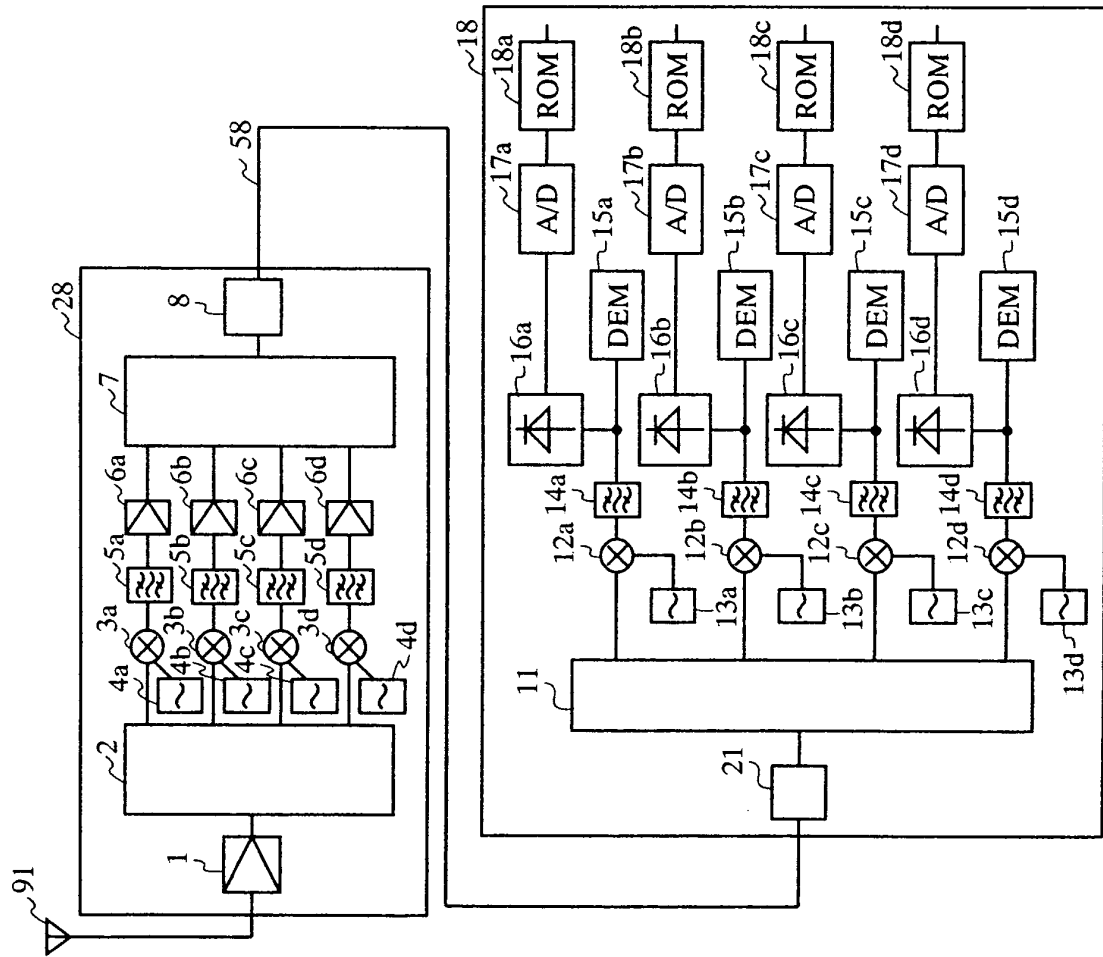 91
28
1
2
3a
4a
3b
4b
3c
4c
3d
4d
5a
5b
5c
5d
6a
6b
6c
6d
7
8
58
18
21
11
12a
13a
14a
15a
DEM
16a
17a
A/D
18a
ROM
12b
13b
14b
15b
DEM
16b
17b
A/D
18b
ROM
12c
13c
14c
15c
DEM
16c
17c
A/D
18c
ROM
12d
13d
14d
15d
DEM
16d
17d
A/D
18d
ROM